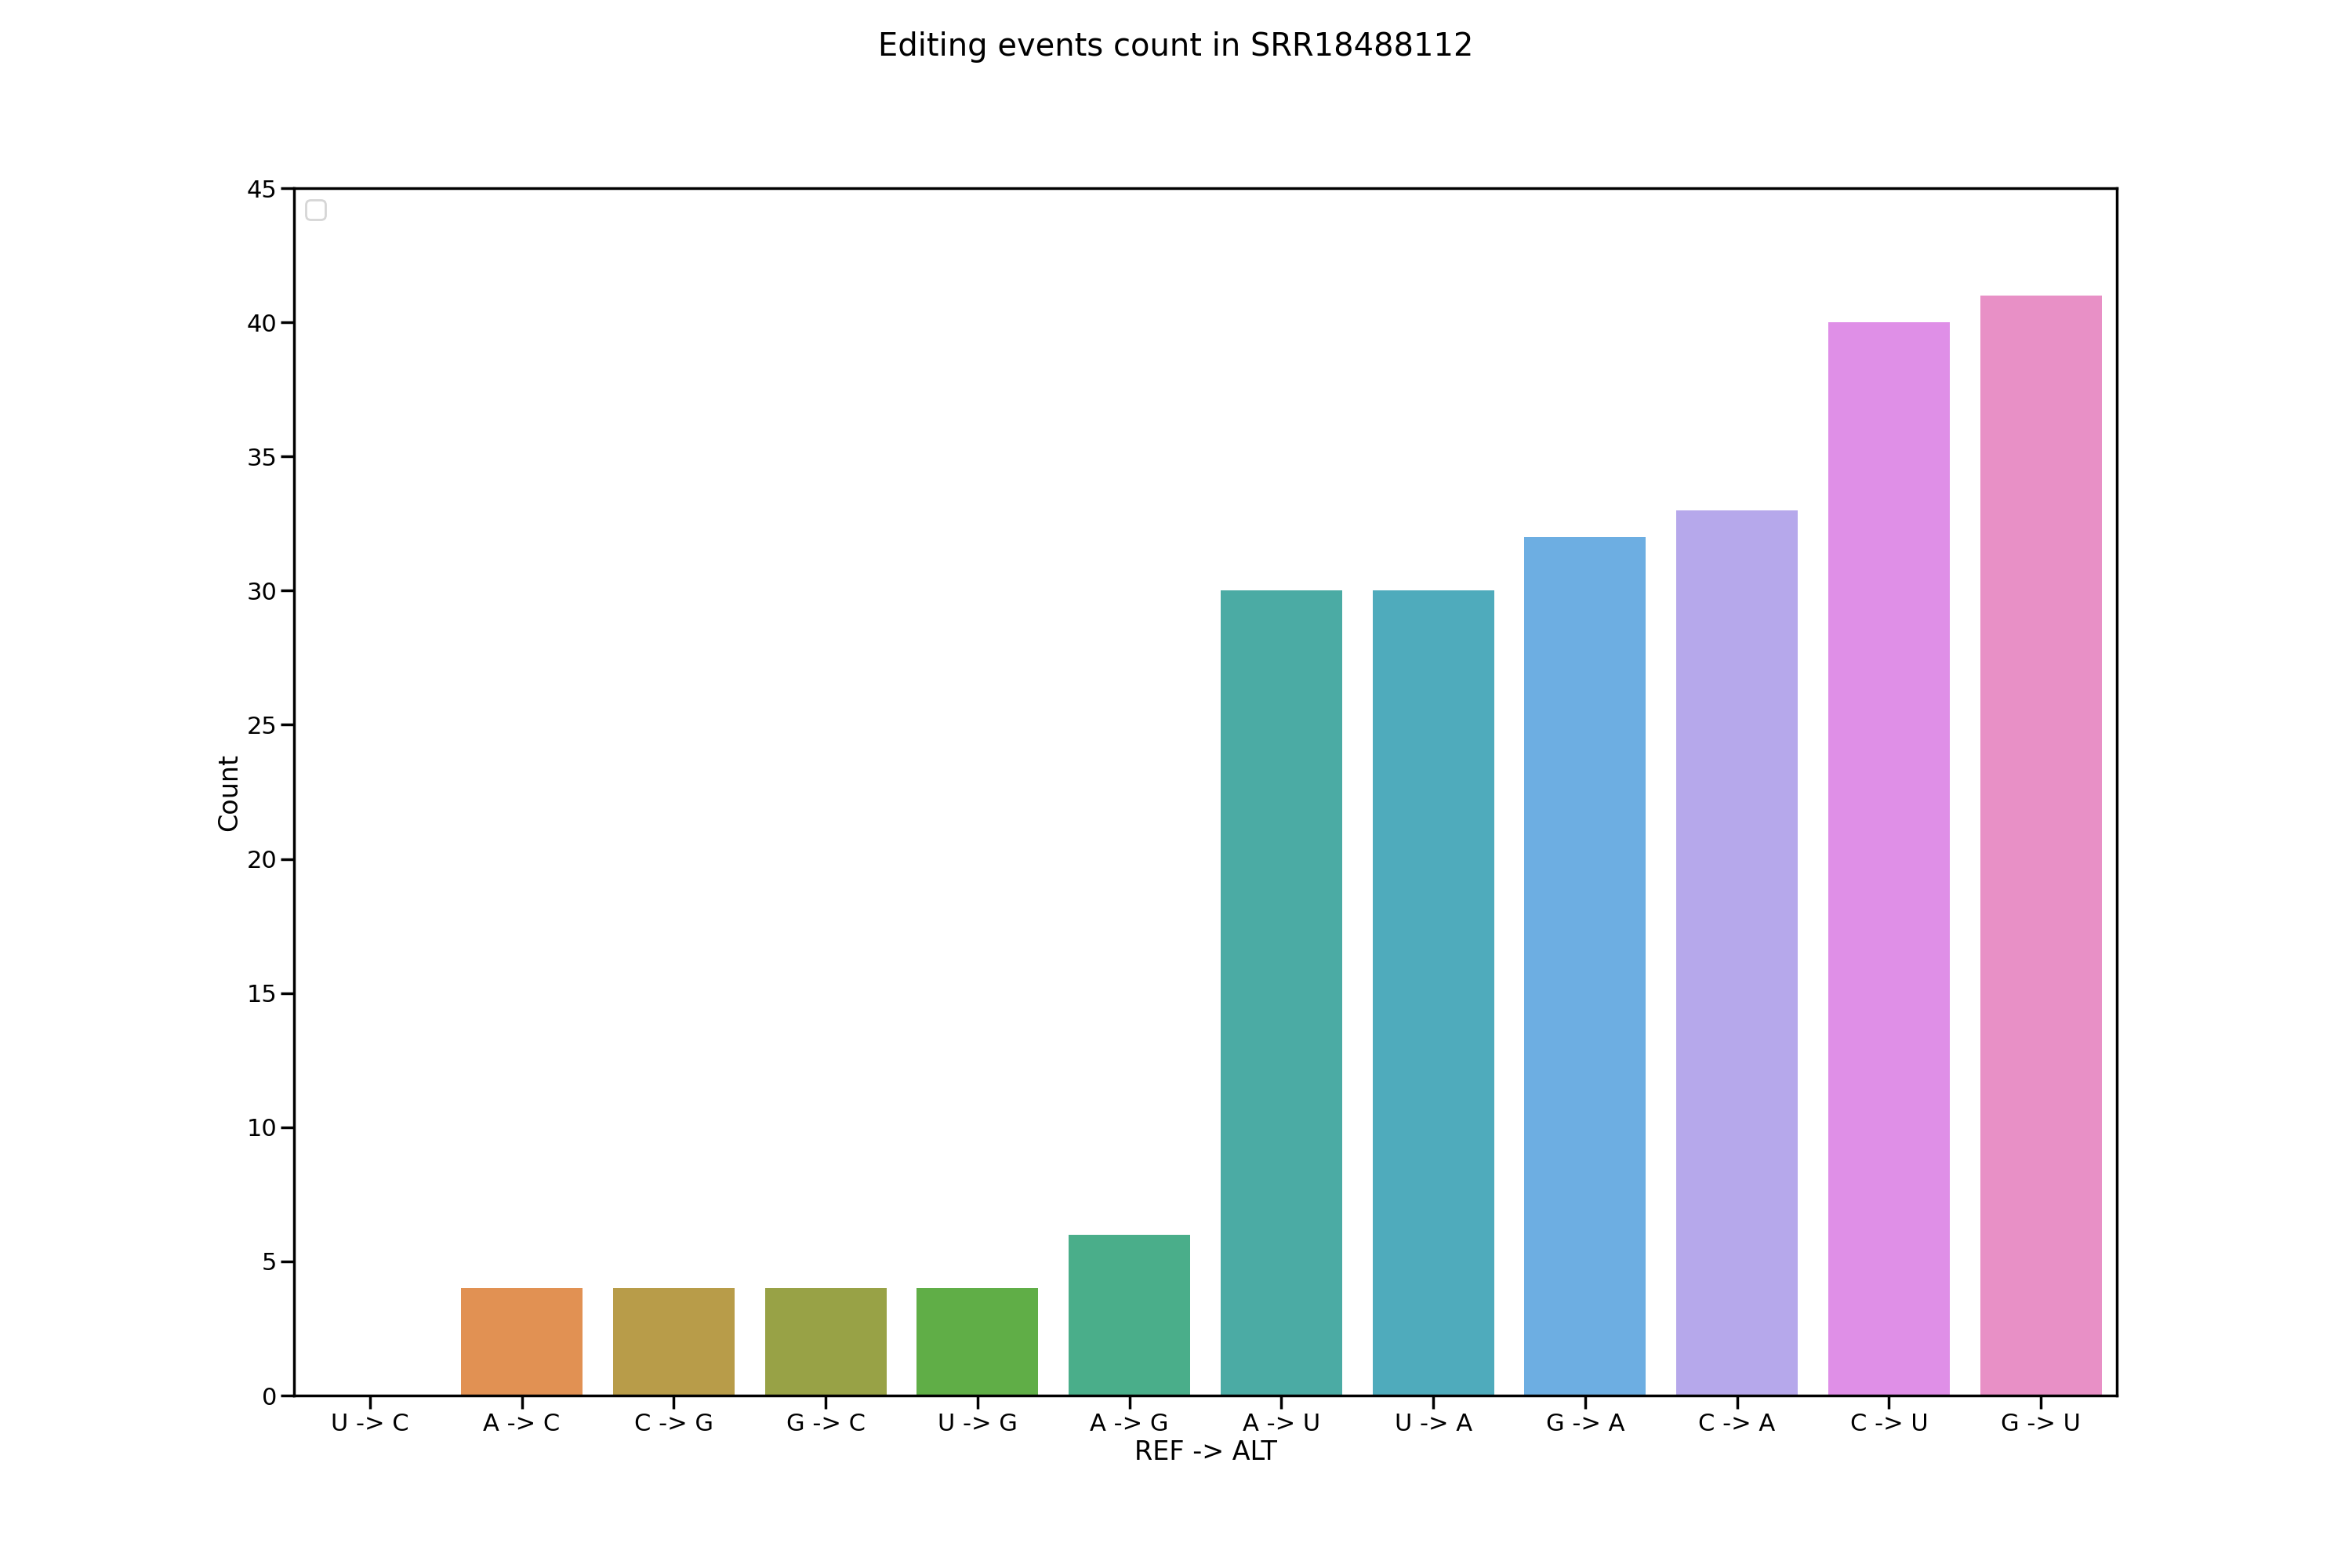 Editing events count in SRR18488112
45
40
35
30
25
20
15
10
5
0
Count
U -> C A -> C C -> G G -> C U -> G A -> G A -> U U -> A G -> A C -> A C -> U G -> U
REF -> ALT